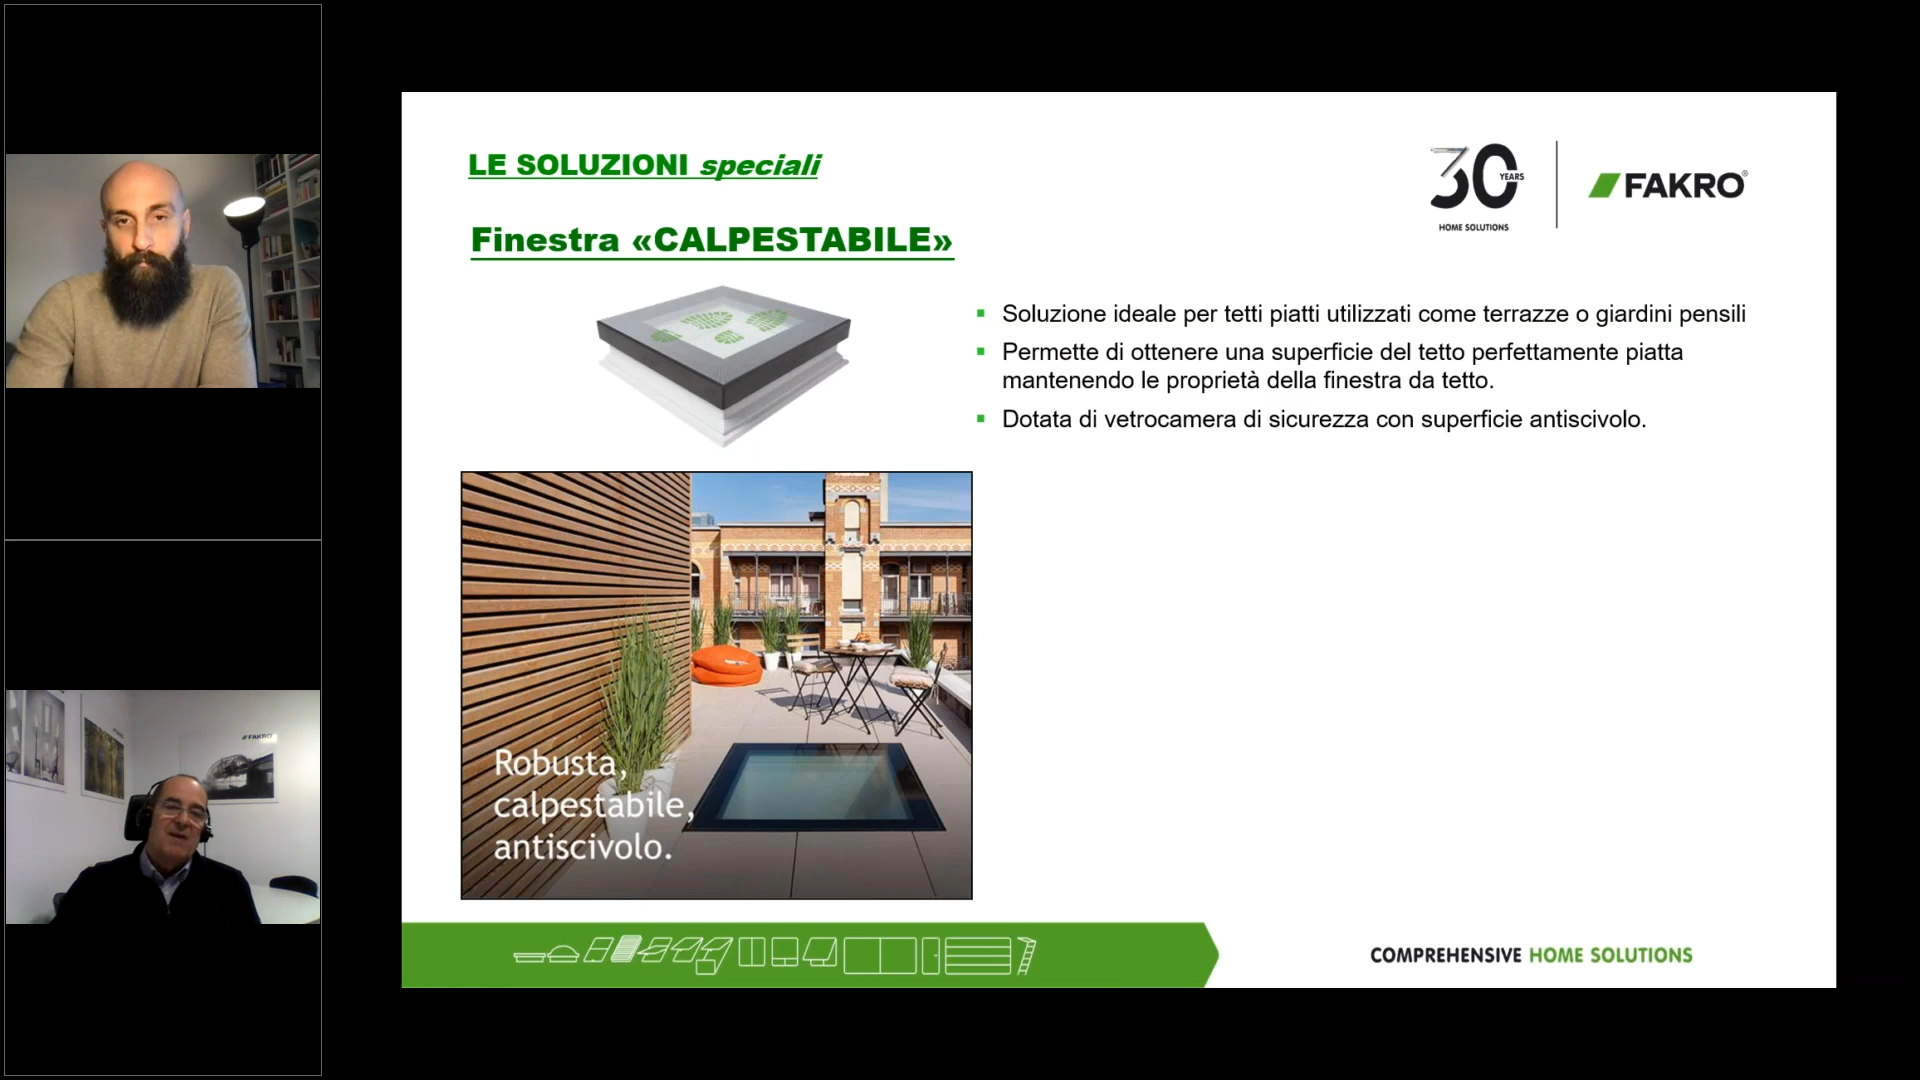 LE SOLUZIONI speciali
30 YEARS
HOME SOLUTIONS
FAKRO®
Finestra «CALPESTABILE»
Soluzione ideale per tetti piatti utilizzati come terrazze o giardini pensili
Permette di ottenere una superficie del tetto perfettamente piatta
mantenendo le proprietà della finestra da tetto.
Dotata di vetrocamera di sicurezza con superficie antiscivolo.
Robusta,
calpestabile,
antiscivolo.
FAKRO
COMPREHENSIVE HOME SOLUTIONS